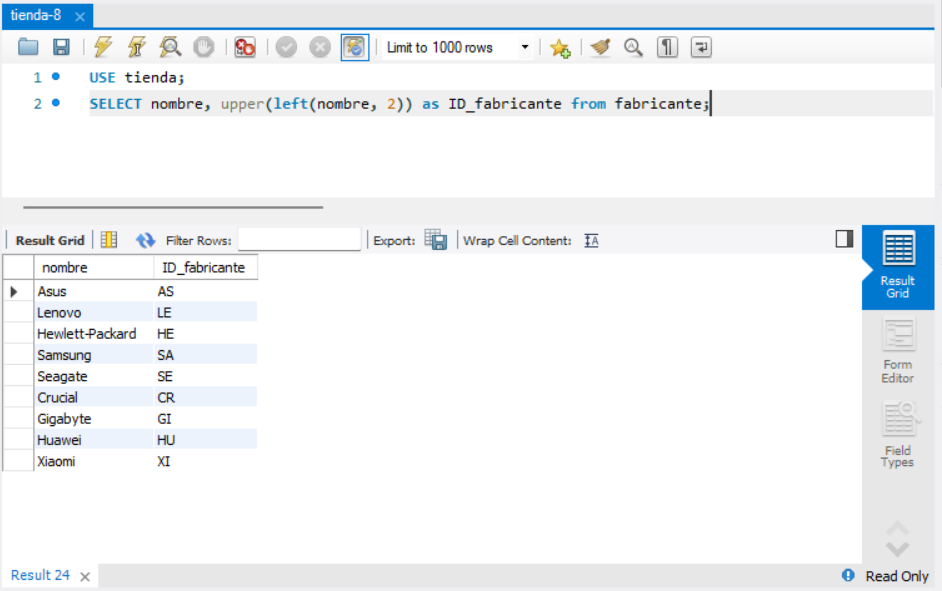 tienda-8
Limit to 1000 rows
1 USE tienda;
2 SELECT nombre, upper(left(nombre, 2)) as ID_fabricante from fabricante;
Result Grid Filter Rows: Export: Wrap Cell Content:
nombre ID_fabricante
Asus AS
Lenovo LE
Hewlett-Packard HE
Samsung SA
Seagate SE
Crucial CR
Gigabyte GI
Huawei HU
Xiaomi XI
Result
Grid
Form
Editor
Field
Types
Result 24 Read Only